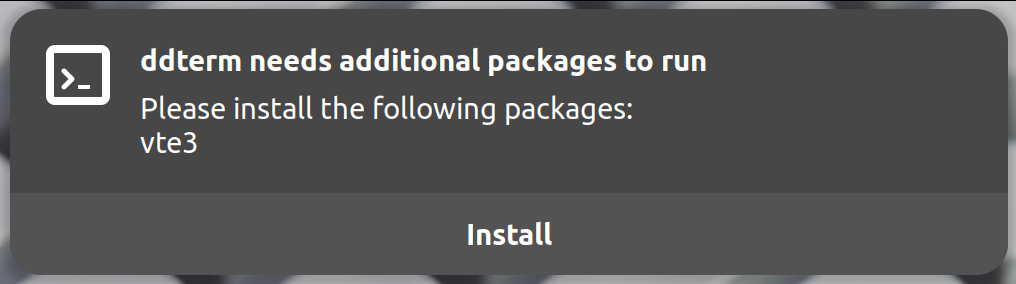 ddterm needs additional packages to run
Please install the following packages:
vte3
Install